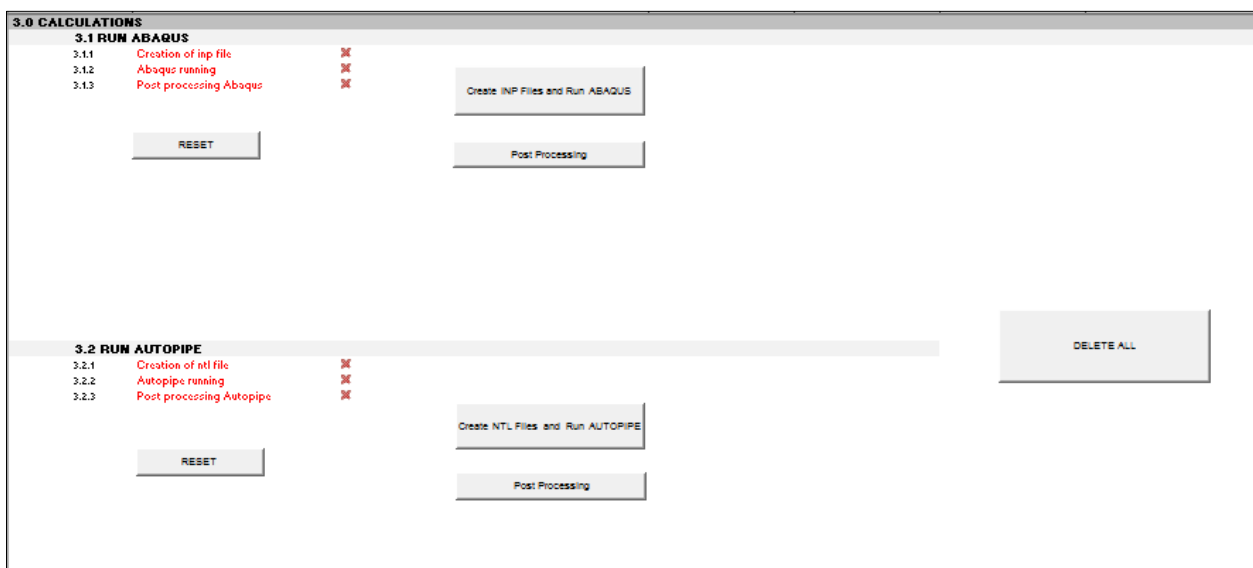 3.0 CALCULATIONS
3.1 RUN ABAQUS
3.1.1 Creation of inp file
3.1.2 Abaqus running
3.1.3 Post processing Abaqus
Create INP Files and Run ABAQUS
RESET
Post Processing
DELETE ALL
3.2 RUN AUTOPIPE
3.2.1 Creation of ntl file
3.2.2 Autopipe running
3.2.3 Post processing Autopipe
Create NTL Files and Run AUTOPIPE
RESET
Post Processing